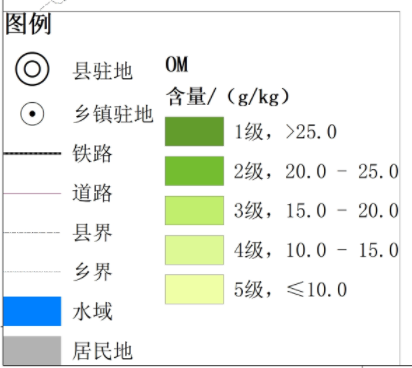 图例
县驻地
乡镇驻地
铁路
道路
县界
乡界
水域
居民地
OM
含量/（g/kg）
1级，>25.0
2级，20.0 - 25.0
3级，15.0 - 20.0
4级，10.0 - 15.0
5级，≤10.0